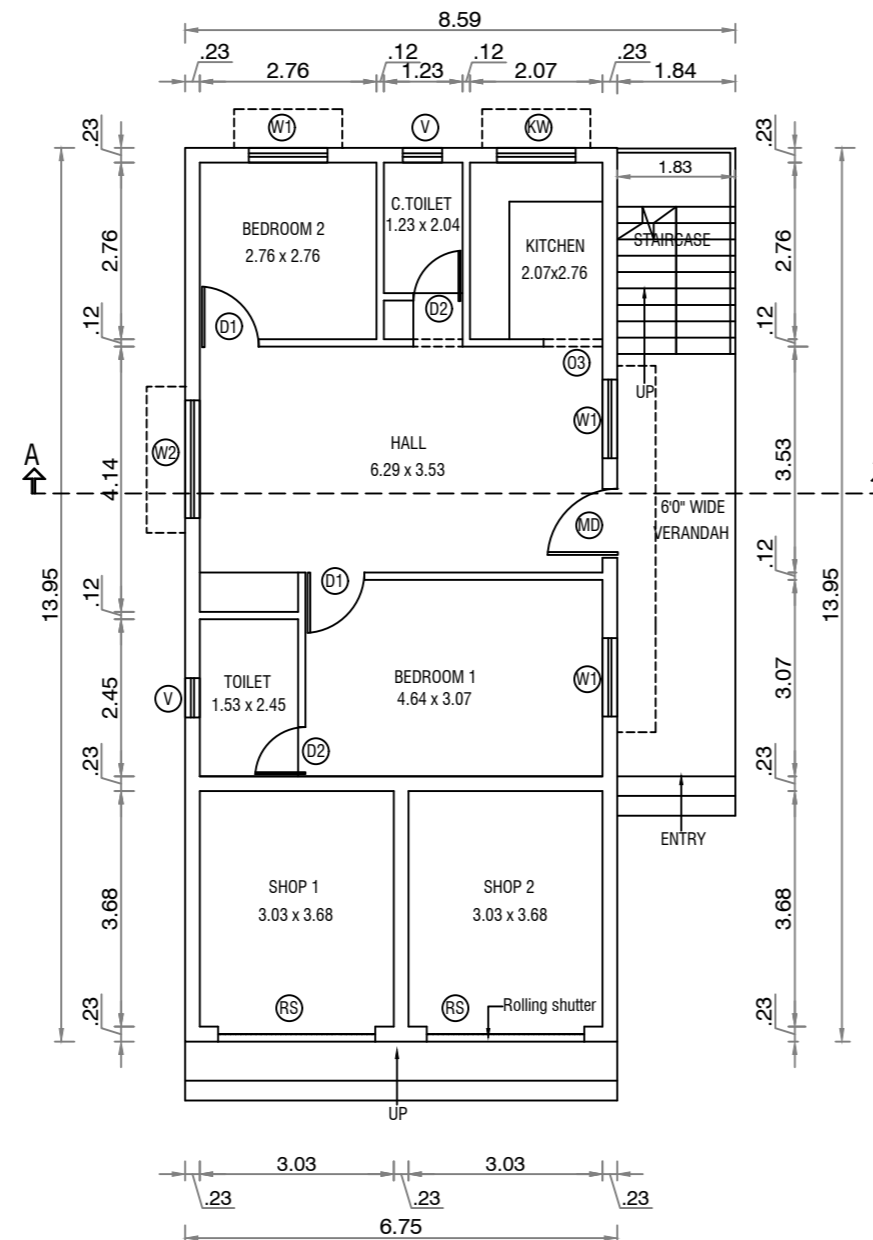 8.59
.23
2.76
.12
1.23
.12
2.07
.23
1.84
W1
V
KW
.23
.23
1.83
C.TOILET
1.23 x 2.04
BEDROOM 2
2.76 x 2.76
KITCHEN
2.07x2.76
STAIRCASE
2.76
2.76
D1
D2
.12
.12
O3
UP
W1
HALL
6.29 x 3.53
W2
A
4.14
3.53
6'0" WIDE
VERANDAH
MD
13.95
13.95
.12
.12
D1
TOILET
1.53 x 2.45
BEDROOM 1
4.64 x 3.07
W1
V
2.45
3.07
D2
.23
.23
ENTRY
SHOP 1
3.03 x 3.68
SHOP 2
3.03 x 3.68
3.68
3.68
RS
RS
Rolling shutter
.23
.23
UP
3.03
3.03
.23
.23
.23
6.75